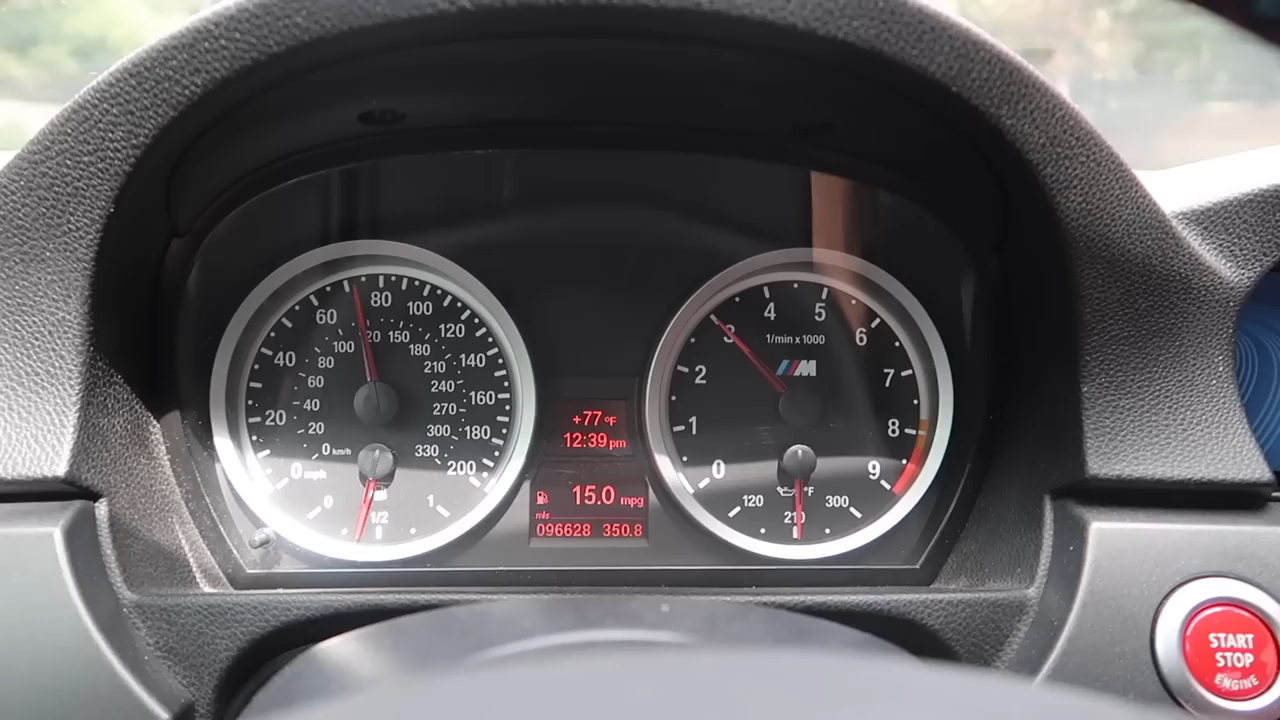 0 20 40 60 80 100 120 140 160 180 200
mph
0 20 40 60 80 100 120 150 180 210 240 270 300 330
km/h
0 1/2 1
+77°F
12:39 pm
15.0 mpg
mls
096628 350.8
0 1 2 3 4 5 6 7 8 9
1/min x 1000
M
°F
120 210 300
START
STOP
ENGINE